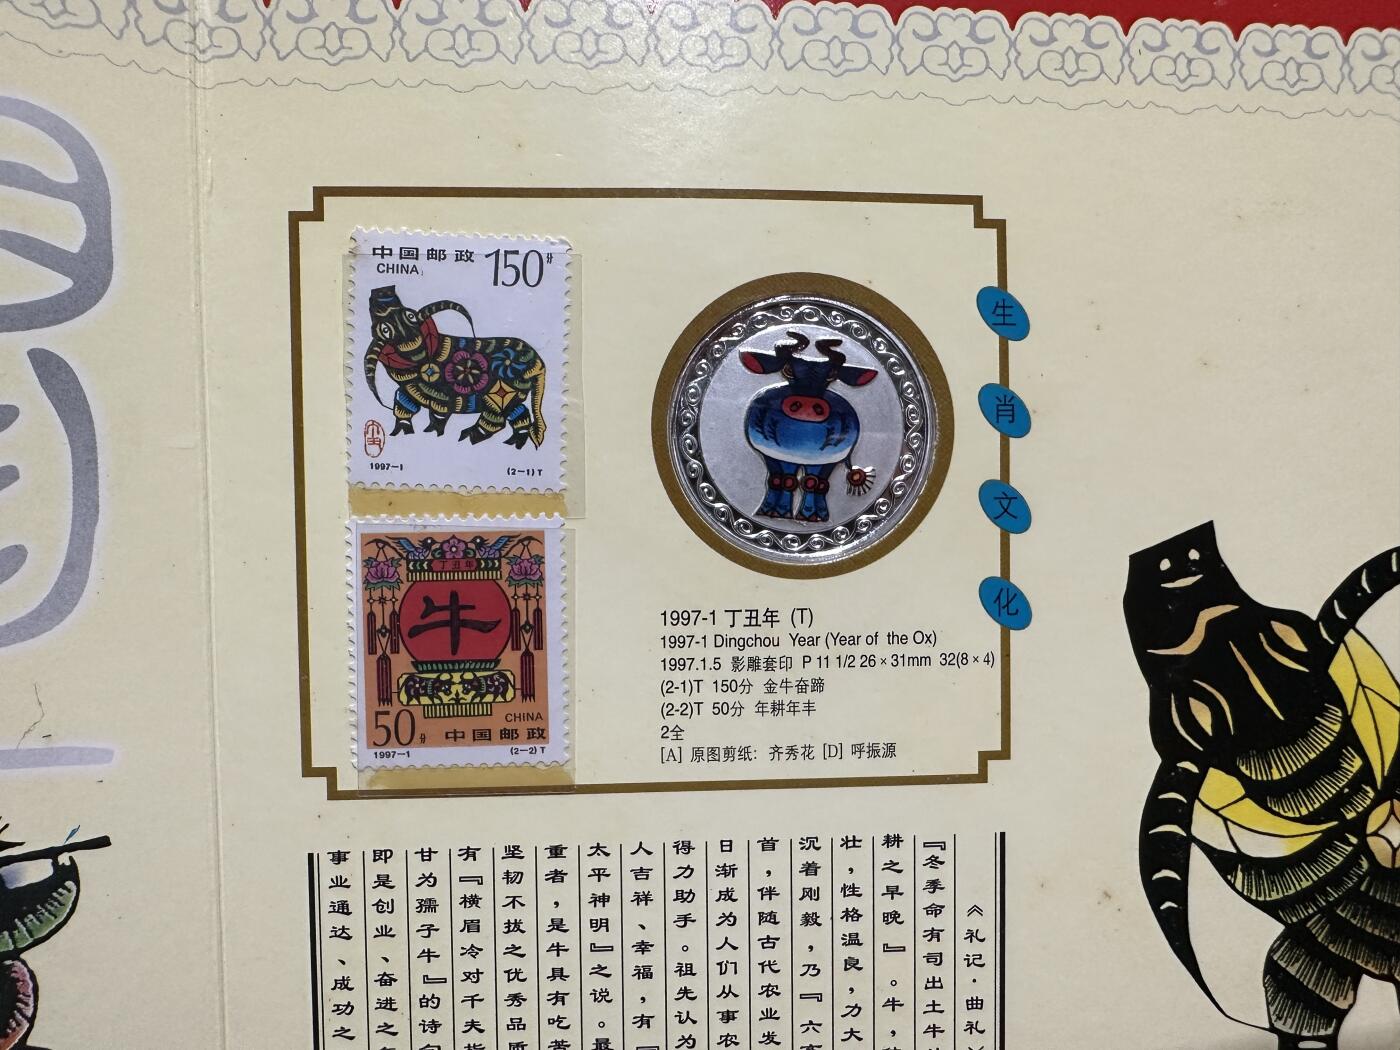 中国邮政
CHINA
150分
1997-1
(2-1) T
丁丑年
牛
50分
CHINA
中国邮政
1997-1
(2-2) T
生
肖
文
化
1997-1 丁丑年 (T)
1997-1 Dingchou Year (Year of the Ox)
1997.1.5 影雕套印 P 11 1/2 26×31mm 32(8×4)
(2-1)T 150分 金牛奋蹄
(2-2)T 50分 年耕年丰
2全
[A] 原图剪纸: 齐秀花 [D] 呼振源
《礼记·曲礼
『冬季命有司出土牛
耕之早晚』。牛,
壮,性格温良,力大
沉着刚毅,乃『六畜
首,伴随古代农业发
日渐成为人们从事农
得力助手。祖先认为
人吉祥、幸福,有『
太平神明』之说。最
重者,是牛具有吃苦
坚韧不拔之优秀品质
有『横眉冷对千夫指
甘为孺子牛』的诗句
即是创业、奋进之
事业通达、成功之